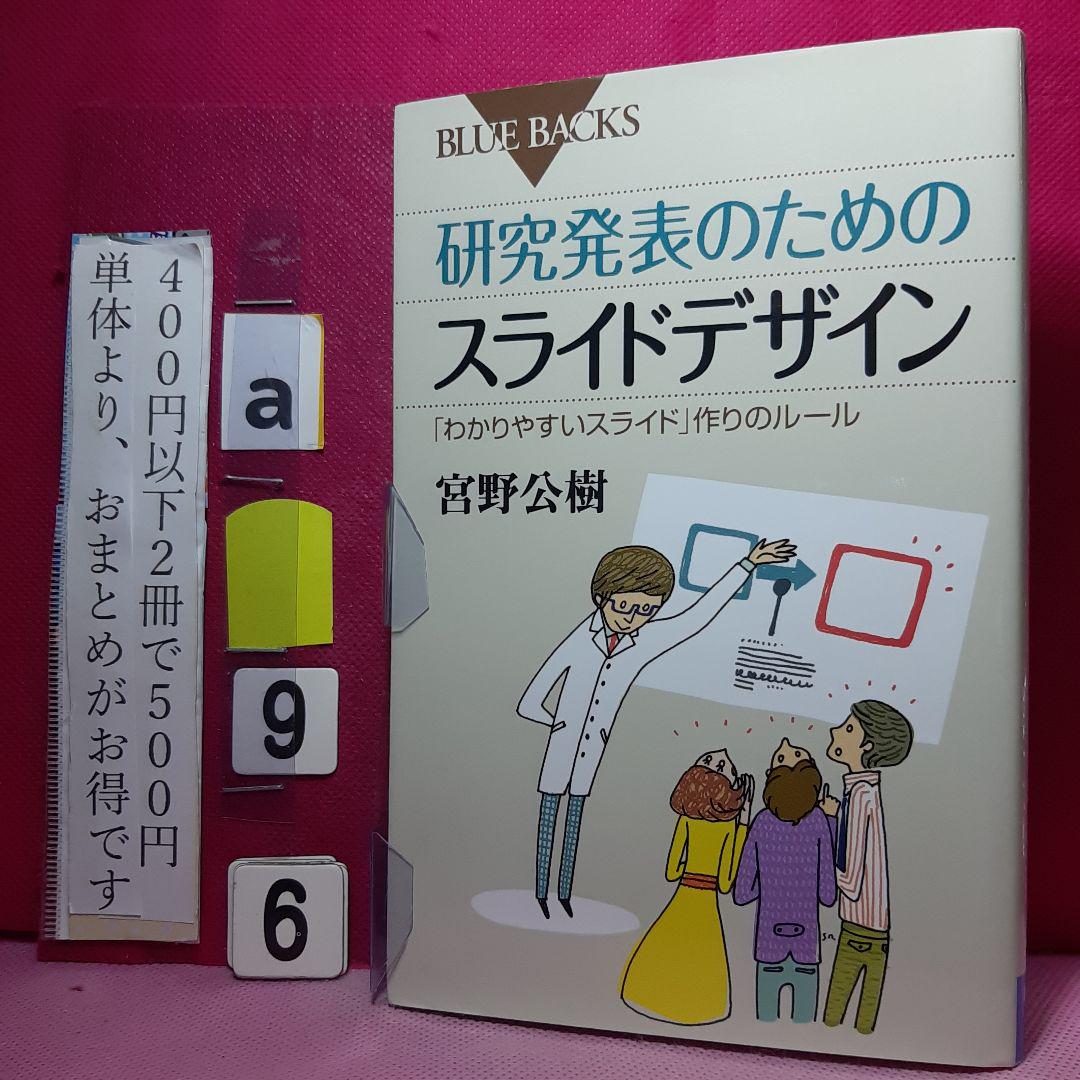 400円以下2冊で500円
単体より、おまとめがお得です
a
9
6
BLUE BACKS
研究発表のための
スライドデザイン
「わかりやすいスライド」作りのルール
宮野公樹